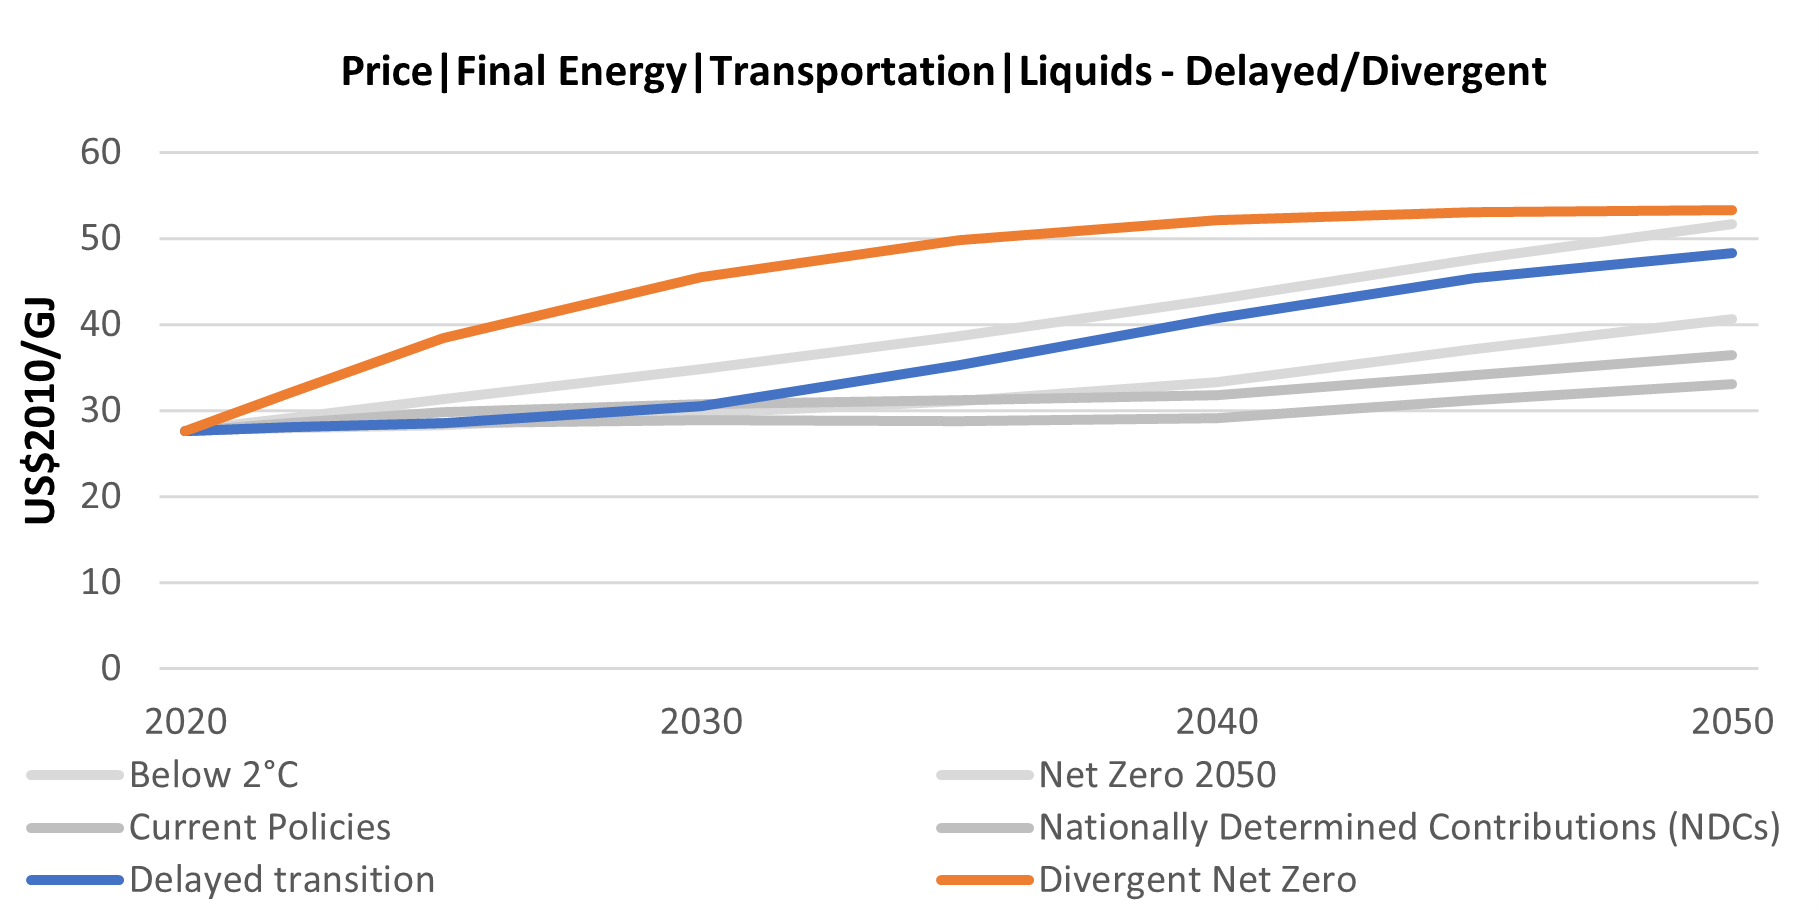 Price|Final Energy|Transportation|Liquids - Delayed/Divergent
US$2010/GJ
60
50
40
30
20
10
0
2020 2030 2040 2050
Below 2°C Net Zero 2050
Current Policies Nationally Determined Contributions (NDCs)
Delayed transition Divergent Net Zero